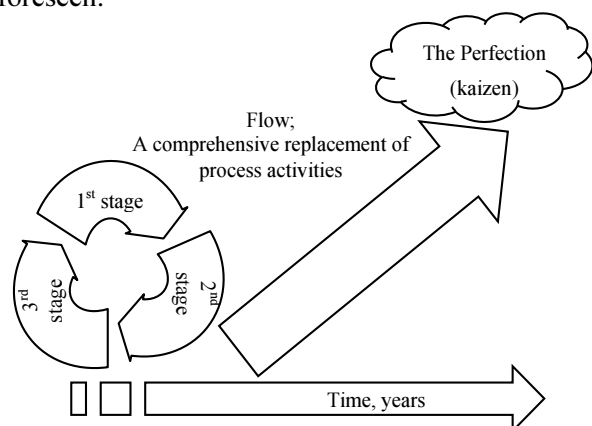 foreseen.
The Perfection
(kaizen)
Flow;
A comprehensive replacement of
process activities
1st stage
2nd
stage
3rd
stage
Time, years